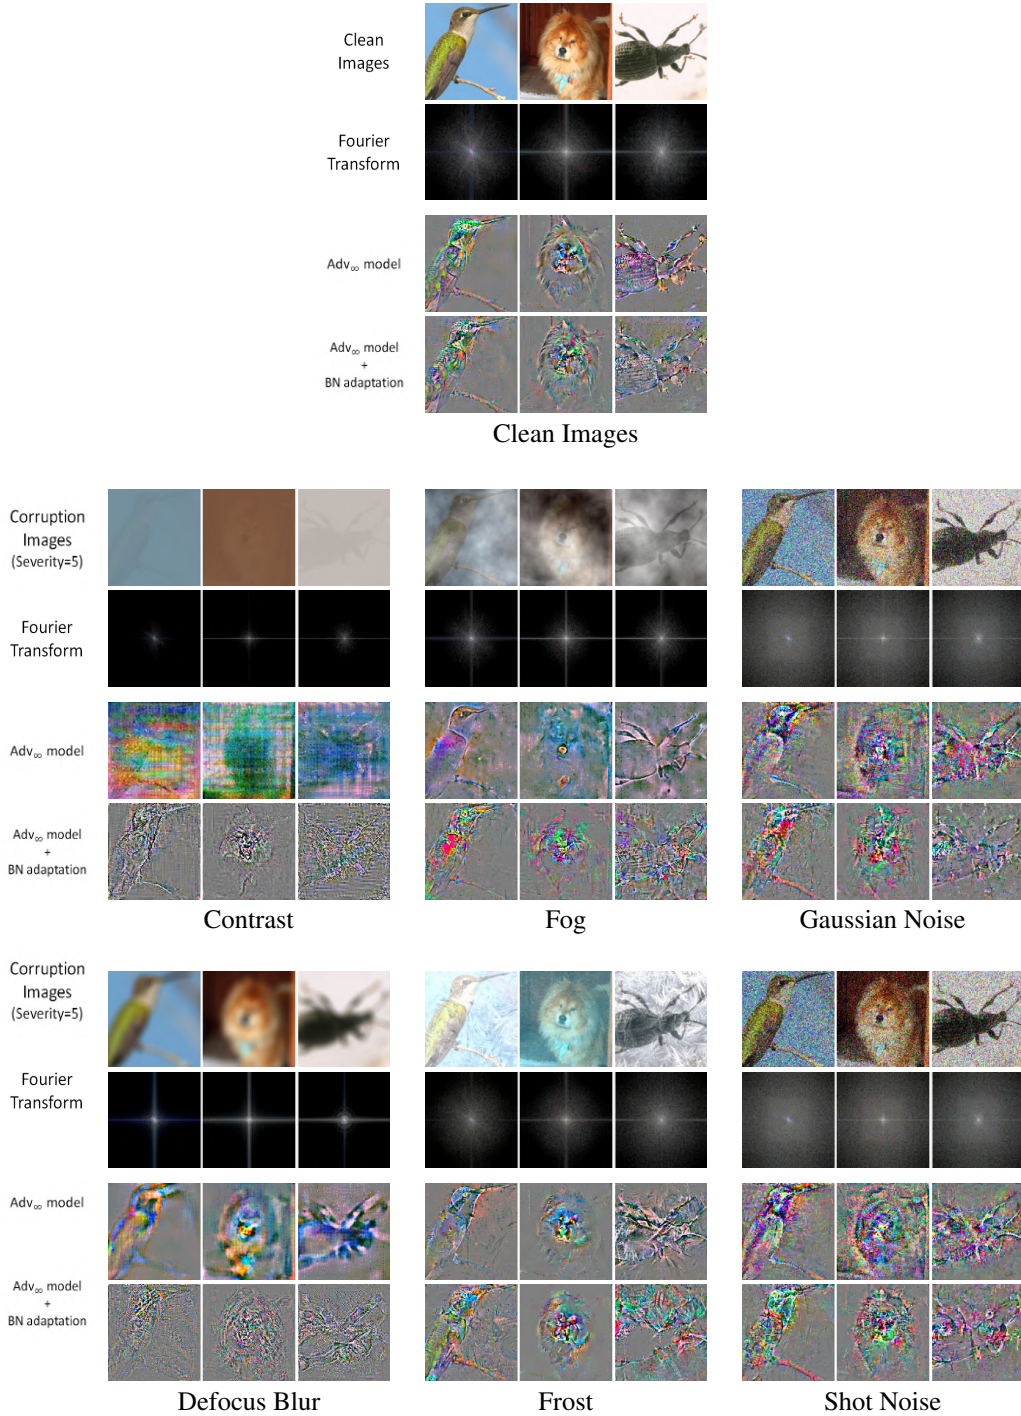 Clean
Images
Fourier
Transform
Adv∞ model
Adv∞ model
+
BN adaptation
Clean Images
Corruption
Images
(Severity=5)
Fourier
Transform
Adv∞ model
Adv∞ model
+
BN adaptation
Contrast
Fog
Gaussian Noise
Corruption
Images
(Severity=5)
Fourier
Transform
Adv∞ model
Adv∞ model
+
BN adaptation
Defocus Blur
Frost
Shot Noise